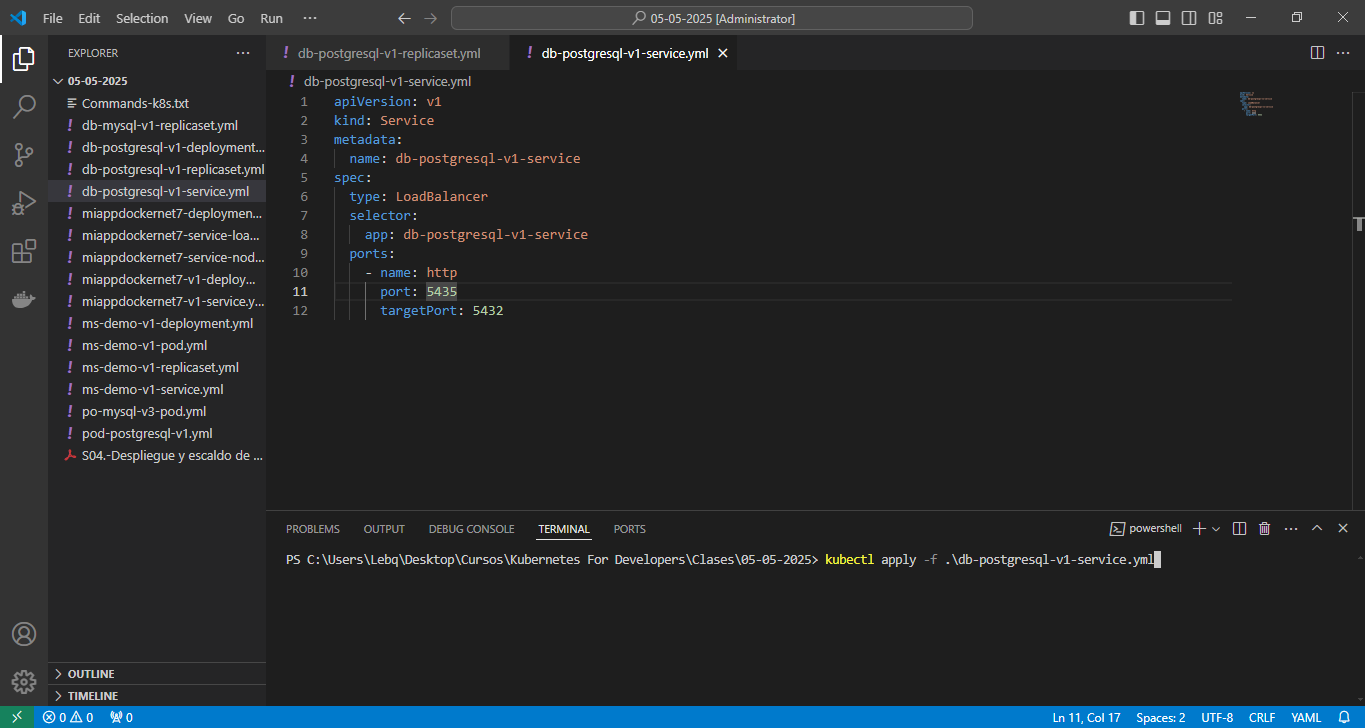 File Edit Selection View Go Run ···
05-05-2025 [Administrator]
EXPLORER ···
05-05-2025
Commands-k8s.txt
! db-mysql-v1-replicaset.yml
! db-postgresql-v1-deployment...
! db-postgresql-v1-replicaset.yml
! db-postgresql-v1-service.yml
! miappdockernet7-deploymen...
! miappdockernet7-service-loa...
! miappdockernet7-service-nod...
! miappdockernet7-v1-deploy...
! miappdockernet7-v1-service.y...
! ms-demo-v1-deployment.yml
! ms-demo-v1-pod.yml
! ms-demo-v1-replicaset.yml
! ms-demo-v1-service.yml
! po-mysql-v3-pod.yml
! pod-postgresql-v1.yml
S04.-Despliegue y escaldo de ...
OUTLINE
TIMELINE
! db-postgresql-v1-replicaset.yml ! db-postgresql-v1-service.yml
! db-postgresql-v1-service.yml
1 apiVersion: v1
2 kind: Service
3 metadata:
4 name: db-postgresql-v1-service
5 spec:
6 type: LoadBalancer
7 selector:
8 app: db-postgresql-v1-service
9 ports:
10 - name: http
11 port: 5435
12 targetPort: 5432
PROBLEMS OUTPUT DEBUG CONSOLE TERMINAL PORTS powershell
PS C:\Users\Lebq\Desktop\Cursos\Kubernetes For Developers\Clases\05-05-2025> kubectl apply -f .\db-postgresql-v1-service.yml
0 0 0 Ln 11, Col 17 Spaces: 2 UTF-8 CRLF YAML